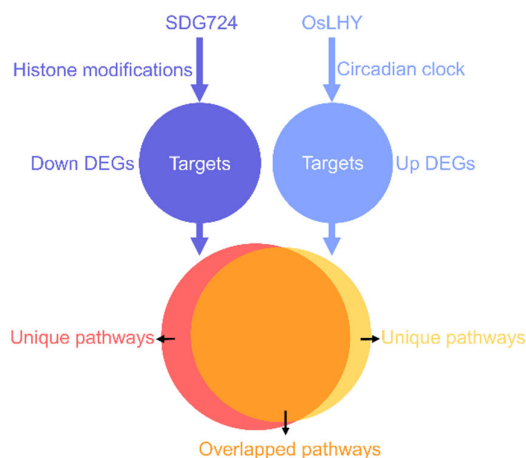 SDG724 OsLHY
Histone modifications Circadian clock
Down DEGs Targets Targets Up DEGs
Unique pathways Unique pathways
Overlapped pathways